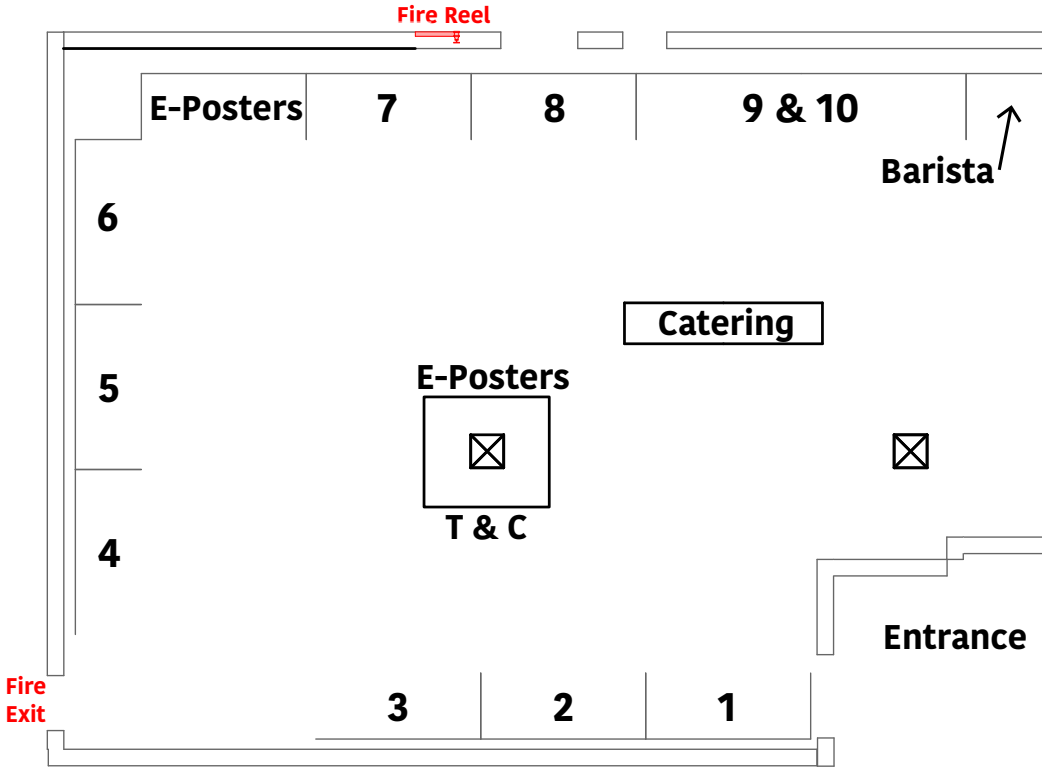 Fire Reel
E-Posters
7
8
9 & 10
Barista
6
Catering
5
E-Posters
T & C
4
Entrance
Fire
Exit
3
2
1